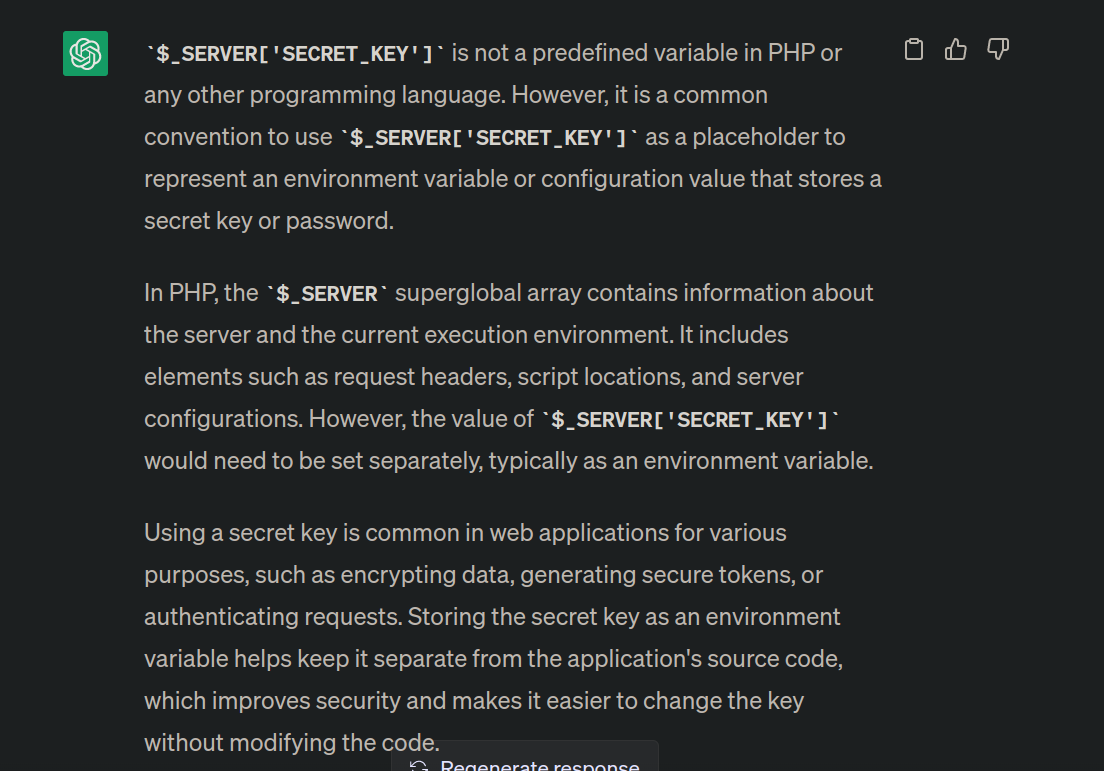 `$_SERVER['SECRET_KEY']` is not a predefined variable in PHP or
any other programming language. However, it is a common
convention to use `$_SERVER['SECRET_KEY']` as a placeholder to
represent an environment variable or configuration value that stores a
secret key or password.
In PHP, the `$_SERVER` superglobal array contains information about
the server and the current execution environment. It includes
elements such as request headers, script locations, and server
configurations. However, the value of `$_SERVER['SECRET_KEY']`
would need to be set separately, typically as an environment variable.
Using a secret key is common in web applications for various
purposes, such as encrypting data, generating secure tokens, or
authenticating requests. Storing the secret key as an environment
variable helps keep it separate from the application's source code,
which improves security and makes it easier to change the key
without modifying the code.
Regenerate response